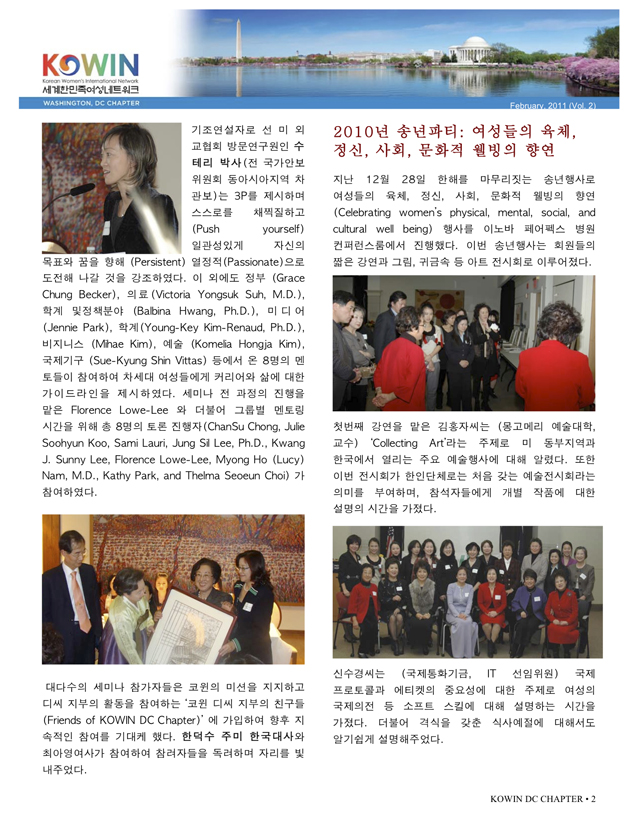 KOWIN
Korean Women's International Network
세계한민족여성네트워크
WASHINGTON, DC CHAPTER
February, 2011 (Vol. 2)
기조연설자로 선 미 외
교협회 방문연구원인 수
테리 박사(전 국가안보
위원회 동아시아지역 차
관보)는 3P를 제시하며
스스로를 채찍질하고
(Push yourself)
일관성있게 자신의
목표와 꿈을 향해 (Persistent) 열정적(Passionate)으로
도전해 나갈 것을 강조하였다. 이 외에도 정부 (Grace
Chung Becker), 의료 (Victoria Yongsuk Suh, M.D.),
학계 및정책분야 (Balbina Hwang, Ph.D.), 미디어
(Jennie Park), 학계(Young-Key Kim-Renaud, Ph.D.),
비지니스 (Mihae Kim), 예술 (Komelia Hongja Kim),
국제기구 (Sue-Kyung Shin Vittas) 등에서 온 8명의 멘
토들이 참여하여 차세대 여성들에게 커리어와 삶에 대한
가이드라인을 제시하였다. 세미나 전 과정의 진행을
맡은 Florence Lowe-Lee 와 더불어 그룹별 멘토링
시간을 위해 총 8명의 토론 진행자(ChanSu Chong, Julie
Soohyun Koo, Sami Lauri, Jung Sil Lee, Ph.D., Kwang
J. Sunny Lee, Florence Lowe-Lee, Myong Ho (Lucy)
Nam, M.D., Kathy Park, and Thelma Seoeun Choi) 가
참여하였다.
대다수의 세미나 참가자들은 코윈의 미션을 지지하고
디씨 지부의 활동을 참여하는 '코윈 디씨 지부의 친구들
(Friends of KOWIN DC Chapter)' 에 가입하여 향후 지
속적인 참여를 기대케 했다. 한덕수 주미 한국대사와
최아영여사가 참여하여 참려자들을 독려하며 자리를 빛
내주었다.
2010년 송년파티: 여성들의 육체,
정신, 사회, 문화적 웰빙의 향연
지난 12월 28일 한해를 마무리짓는 송년행사로
여성들의 육체, 정신, 사회, 문화적 웰빙의 향연
(Celebrating women's physical, mental, social, and
cultural well being) 행사를 이노바 페어팩스 병원
컨퍼런스룸에서 진행했다. 이번 송년행사는 회원들의
짧은 강연과 그림, 귀금속 등 아트 전시회로 이루어졌다.
첫번째 강연을 맡은 김홍자씨는 (몽고메리 예술대학,
교수) 'Collecting Art'라는 주제로 미 동부지역과
한국에서 열리는 주요 예술행사에 대해 알렸다. 또한
이번 전시회가 한인단체로는 처음 갖는 예술전시회라는
의미를 부여하며, 참석자들에게 개별 작품에 대한
설명의 시간을 가졌다.
신수경씨는 (국제통화기금, IT 선임위원) 국제
프로토콜과 에티켓의 중요성에 대한 주제로 여성의
국제의전 등 소프트 스킬에 대해 설명하는 시간을
가졌다. 더불어 격식을 갖춘 식사예절에 대해서도
알기쉽게 설명해주었다.
KOWIN DC CHAPTER • 2